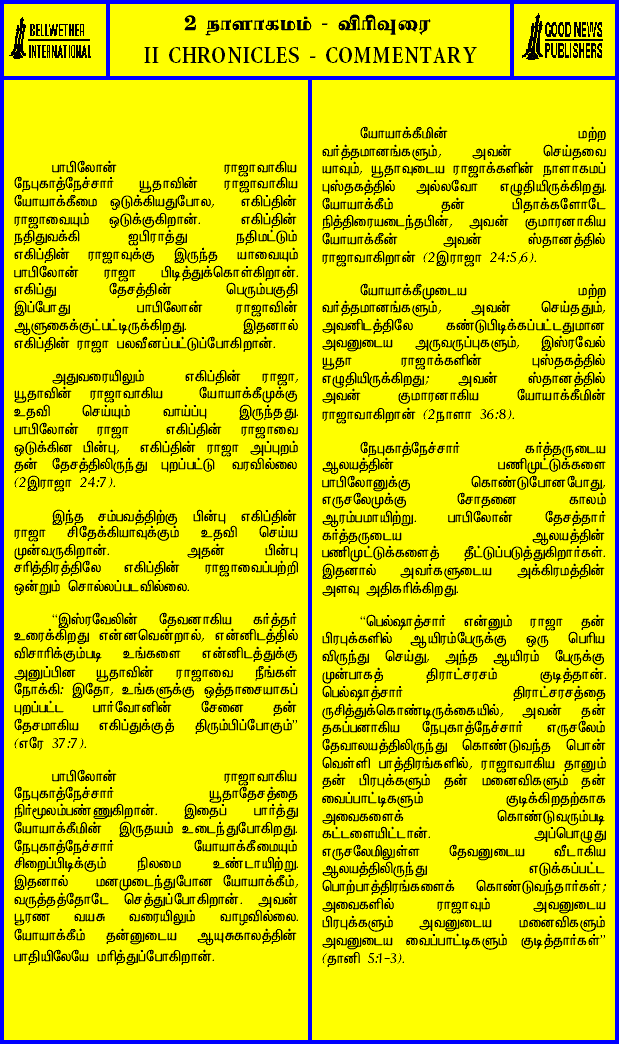 BELLWETHER
INTERNATIONAL
2 நாளாகமம் - விரிவுரை
II CHRONICLES - COMMENTARY
GOOD NEWS
PUBLISHERS
பாபிலோன் ராஜாவாகிய
நேபுகாத்நேச்சார் யூதாவின் ராஜாவாகிய
யோயாக்கீமை ஒடுக்கியதுபோல, எகிப்தின்
ராஜாவையும் ஒடுக்குகிறான். எகிப்தின்
நதிதுவக்கி ஐபிராத்து நதிமட்டும்
எகிப்தின் ராஜாவுக்கு இருந்த யாவையும்
பாபிலோன் ராஜா பிடித்துக்கொள்கிறான்.
எகிப்து தேசத்தின் பெரும்பகுதி
இப்போது பாபிலோன் ராஜாவின்
ஆளுகைக்குட்பட்டிருக்கிறது. இதனால்
எகிப்தின் ராஜா பலவீனப்பட்டுப்போகிறான்.
அதுவரையிலும் எகிப்தின் ராஜா,
யூதாவின் ராஜாவாகிய யோயாக்கீமுக்கு
உதவி செய்யும் வாய்ப்பு இருந்தது.
பாபிலோன் ராஜா எகிப்தின் ராஜாவை
ஒடுக்கின பின்பு, எகிப்தின் ராஜா அப்புறம்
தன் தேசத்திலிருந்து புறப்பட்டு வரவில்லை
(2இராஜா 24:7).
இந்த சம்பவத்திற்கு பின்பு எகிப்தின்
ராஜா சிதேக்கியாவுக்கும் உதவி செய்ய
முன்வருகிறான். அதன் பின்பு
சரித்திரத்திலே எகிப்தின் ராஜாவைப்பற்றி
ஒன்றும் சொல்லப்படவில்லை.
"இஸ்ரவேலின் தேவனாகிய கர்த்தர்
உரைக்கிறது என்னவென்றால், என்னிடத்தில்
விசாரிக்கும்படி உங்களை என்னிடத்துக்கு
அனுப்பின யூதாவின் ராஜாவை நீங்கள்
நோக்கி: இதோ, உங்களுக்கு ஒத்தாசையாகப்
புறப்பட்ட பார்வோனின் சேனை தன்
தேசமாகிய எகிப்துக்குத் திரும்பிப்போகும்"
(எரே 37:7).
பாபிலோன் ராஜாவாகிய
நேபுகாத்நேச்சார் யூதாதேசத்தை
நிர்மூலம்பண்ணுகிறான். இதைப் பார்த்து
யோயாக்கீமின் இருதயம் உடைந்துபோகிறது.
நேபுகாத்நேச்சார் யோயாக்கீமையும்
சிறைப்பிடிக்கும் நிலமை உண்டாயிற்று.
இதனால் மனமுடைந்துபோன யோயாக்கீம்,
வருத்தத்தோடே செத்துப்போகிறான். அவன்
பூரண வயசு வரையிலும் வாழவில்லை.
யோயாக்கீம் தன்னுடைய ஆயுசுகாலத்தின்
பாதியிலேயே மரித்துப்போகிறான்.
யோயாக்கீமின் மற்ற
வர்த்தமானங்களும், அவன் செய்தவை
யாவும், யூதாவுடைய ராஜாக்களின் நாளாகமப்
புஸ்தகத்தில் அல்லவோ எழுதியிருக்கிறது.
யோயாக்கீம் தன் பிதாக்களோடே
நித்திரையடைந்தபின், அவன் குமாரனாகிய
யோயாக்கீன் அவன் ஸ்தானத்தில்
ராஜாவாகிறான் (2இராஜா 24:5,6).
யோயாக்கீமுடைய மற்ற
வர்த்தமானங்களும், அவன் செய்ததும்,
அவனிடத்திலே கண்டுபிடிக்கப்பட்டதுமான
அவனுடைய அருவருப்புகளும், இஸ்ரவேல்
யூதா ராஜாக்களின் புஸ்தகத்தில்
எழுதியிருக்கிறது; அவன் ஸ்தானத்தில்
அவன் குமாரனாகிய யோயாக்கீமின்
ராஜாவாகிறான் (2நாளா 36:8).
நேபுகாத்நேச்சார் கர்த்தருடைய
ஆலயத்தின் பணிமுட்டுக்களை
பாபிலோனுக்கு கொண்டுபோனபோது,
எருசலேமுக்கு சோதனை காலம்
ஆரம்பமாயிற்று. பாபிலோன் தேசத்தார்
கர்த்தருடைய ஆலயத்தின்
பணிமுட்டுக்களைத் தீட்டுப்படுத்துகிறார்கள்.
இதனால் அவர்களுடைய அக்கிரமத்தின்
அளவு அதிகரிக்கிறது.
"பெல்ஷாத்சார் என்னும் ராஜா தன்
பிரபுக்களில் ஆயிரம்பேருக்கு ஒரு பெரிய
விருந்து செய்து, அந்த ஆயிரம் பேருக்கு
முன்பாகத் திராட்சரசம் குடித்தான்.
பெல்ஷாத்சார் திராட்சரசத்தை
ருசித்துக்கொண்டிருக்கையில், அவன் தன்
தகப்பனாகிய நேபுகாத்நேச்சார் எருசலேம்
தேவாலயத்திலிருந்து கொண்டுவந்த பொன்
வெள்ளி பாத்திரங்களில், ராஜாவாகிய தானும்
தன் பிரபுக்களும் தன் மனைவிகளும் தன்
வைப்பாட்டிகளும் குடிக்கிறதற்காக
அவைகளைக் கொண்டுவரும்படி
கட்டளையிட்டான். அப்பொழுது
எருசலேமிலுள்ள தேவனுடைய வீடாகிய
ஆலயத்திலிருந்து எடுக்கப்பட்ட
பொற்பாத்திரங்களைக் கொண்டுவந்தார்கள்;
அவைகளில் ராஜாவும் அவனுடைய
பிரபுக்களும் அவனுடைய மனைவிகளும்
அவனுடைய வைப்பாட்டிகளும் குடித்தார்கள்"
(தானி 5:1-3).